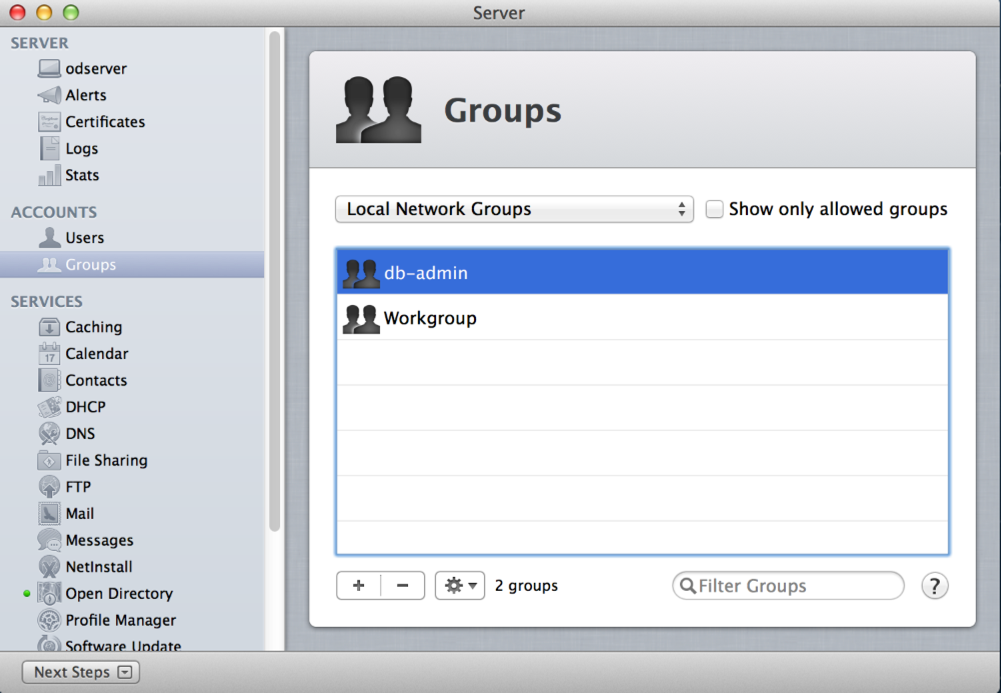 Server
SERVER
odserver
Alerts
Certificates
Logs
Stats
ACCOUNTS
Users
Groups
SERVICES
Caching
17
Calendar
Contacts
DHCP
DNS
File Sharing
FTP
Mail
Messages
NetInstall
Open Directory
Profile Manager
Software Update
Next Steps
Groups
Local Network Groups
Show only allowed groups
db-admin
Workgroup
+ −
2 groups
Filter Groups
?